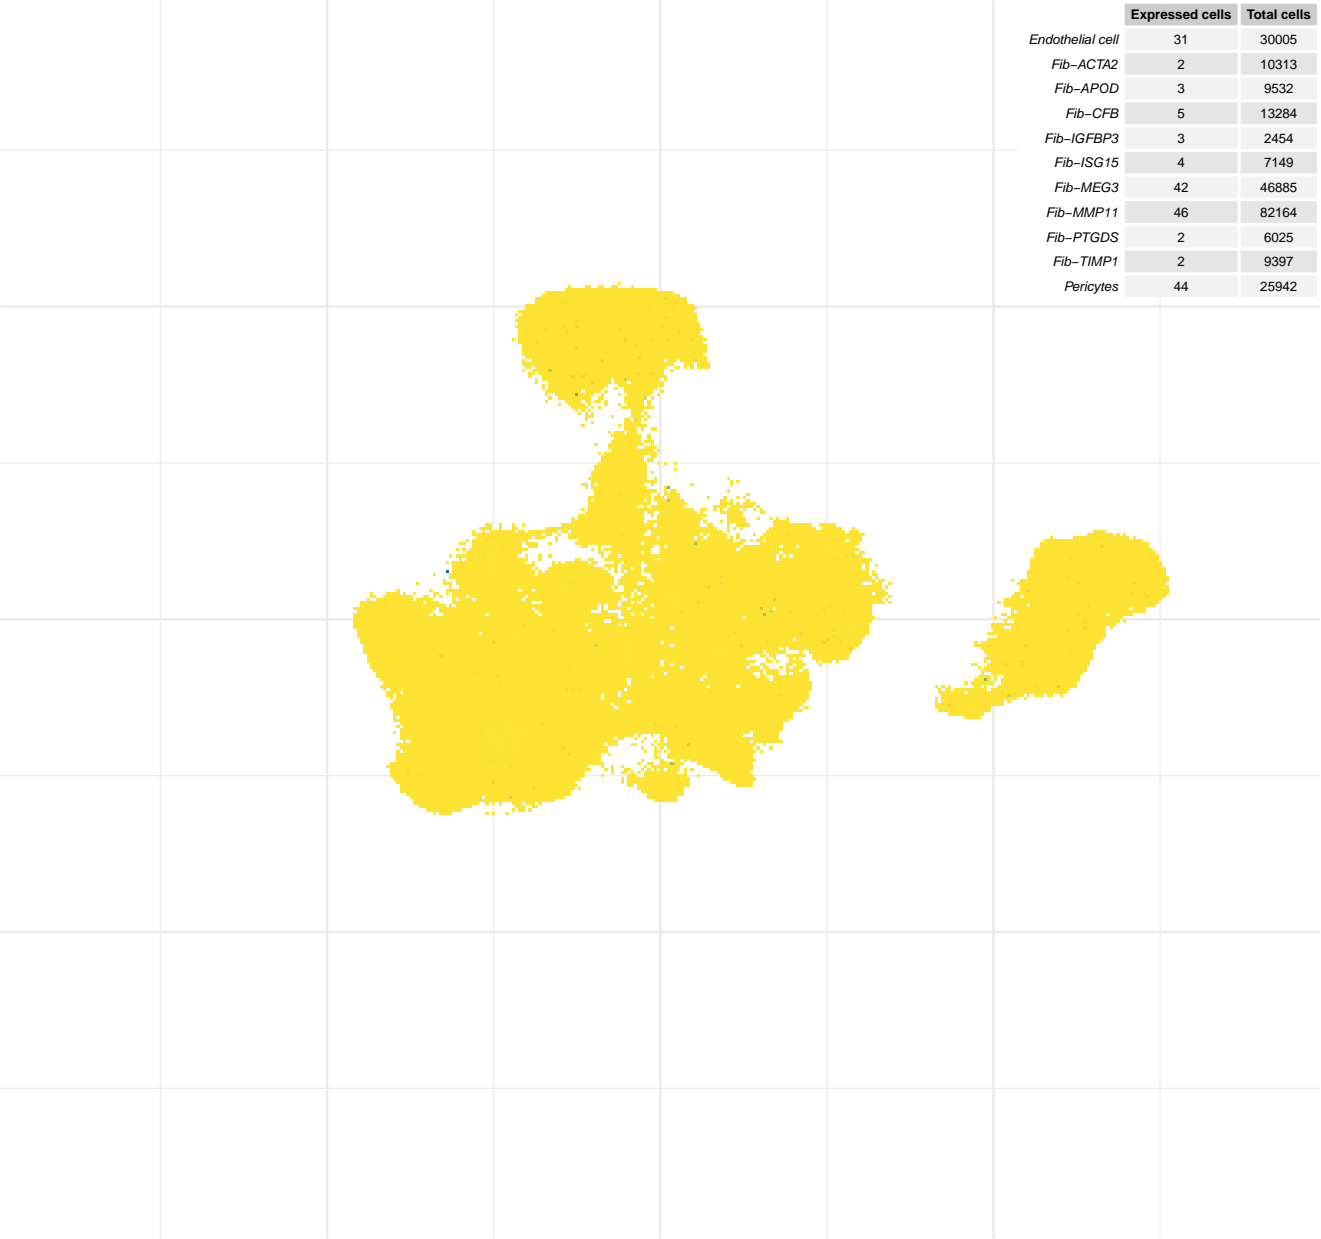 Expressed cells Total cells
Endothelial cell 31 30005
Fib−ACTA2 2 10313
Fib−APOD 3 9532
Fib−CFB 5 13284
Fib−IGFBP3 3 2454
Fib−ISG15 4 7149
Fib−MEG3 42 46885
Fib−MMP11 46 82164
Fib−PTGDS 2 6025
Fib−TIMP1 2 9397
Pericytes 44 25942